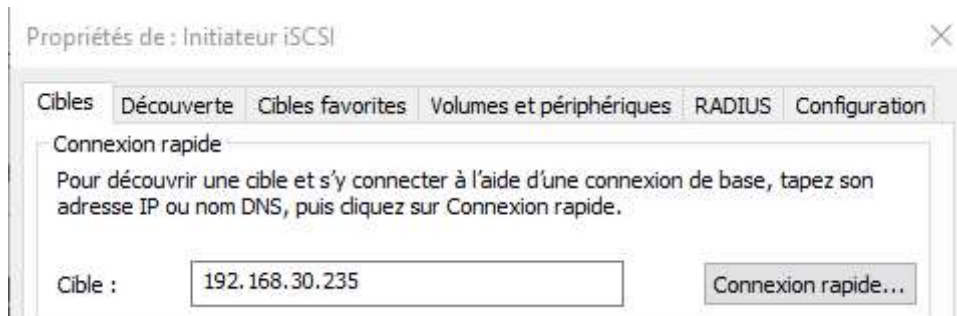 Propriétés de : Initiateur iSCSI
Cibles Découverte Cibles favorites Volumes et périphériques RADIUS Configuration
Connexion rapide
Pour découvrir une cible et s'y connecter à l'aide d'une connexion de base, tapez son
adresse IP ou nom DNS, puis cliquez sur Connexion rapide.
Cible : 192.168.30.235 Connexion rapide...